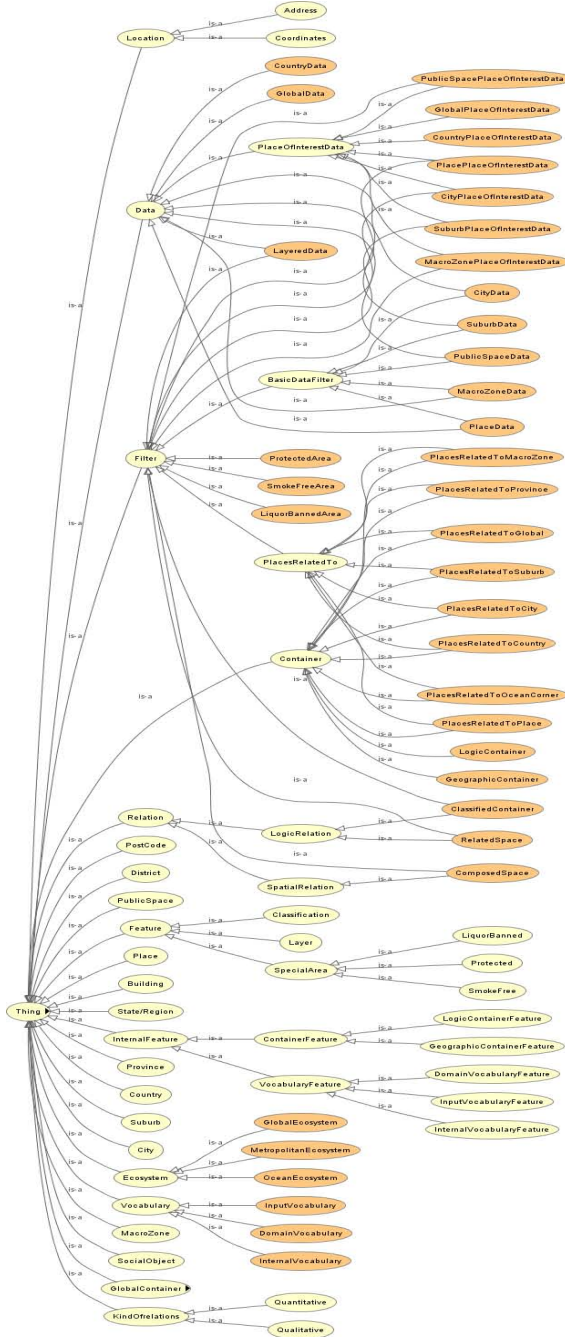 Address
Location
Coordinates
CountryData
PublicSpacePlaceOfInterestData
GlobalData
GlobalPlaceOfInterestData
CountryPlaceOfInterestData
PlaceOfInterestData
PlacePlaceOfInterestData
CityPlaceOfInterestData
Data
SuburbPlaceOfInterestData
LayeredData
MacroZonePlaceOfInterestData
CityData
SuburbData
PublicSpaceData
BasicDataFilter
MacroZoneData
PlaceData
Filter
ProtectedArea
PlacesRelatedToMacroZone
SmokeFreeArea
PlacesRelatedToProvince
LiquorBannedArea
PlacesRelatedToGlobal
PlacesRelatedTo
PlacesRelatedToSuburb
PlacesRelatedToCity
PlacesRelatedToCountry
Container
PlacesRelatedToOceanCorner
PlacesRelatedToPlace
LogicContainer
GeographicContainer
ClassifiedContainer
Relation
LogicRelation
RelatedSpace
PostCode
District
ComposedSpace
SpatialRelation
PublicSpace
Classification
Feature
LiquorBanned
Layer
Place
Protected
SpecialArea
Building
SmokeFree
Thing
State/Region
LogicContainerFeature
InternalFeature
ContainerFeature
GeographicContainerFeature
Province
DomainVocabularyFeature
VocabularyFeature
Country
InputVocabularyFeature
Suburb
GlobalEcosystem
InternalVocabularyFeature
City
MetropolitanEcosystem
Ecosystem
OceanEcosystem
Vocabulary
InputVocabulary
MacroZone
DomainVocabulary
SocialObject
InternalVocabulary
GlobalContainer
Quantitative
KindOfrelations
Qualitative
is-a